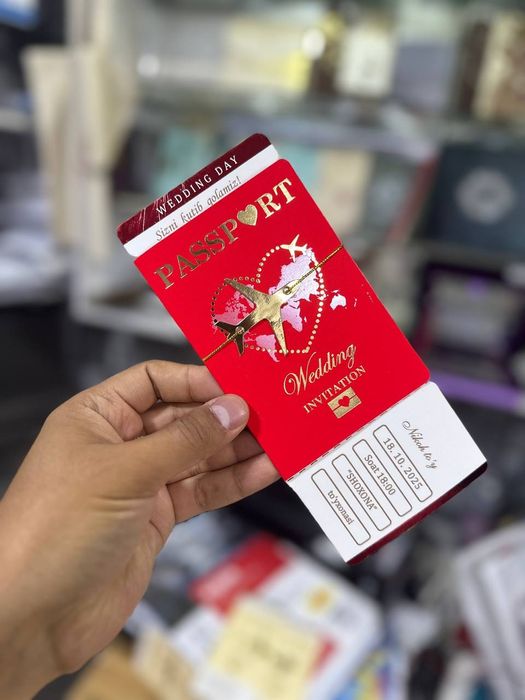 WEDDING DAY
Sizni kutib qolamiz!
PASSPORT
Wedding
INVITATION
Nikoh to'y
18. 10. 2025
Soat 18:00
"SHOXONA"
to'yxonasi